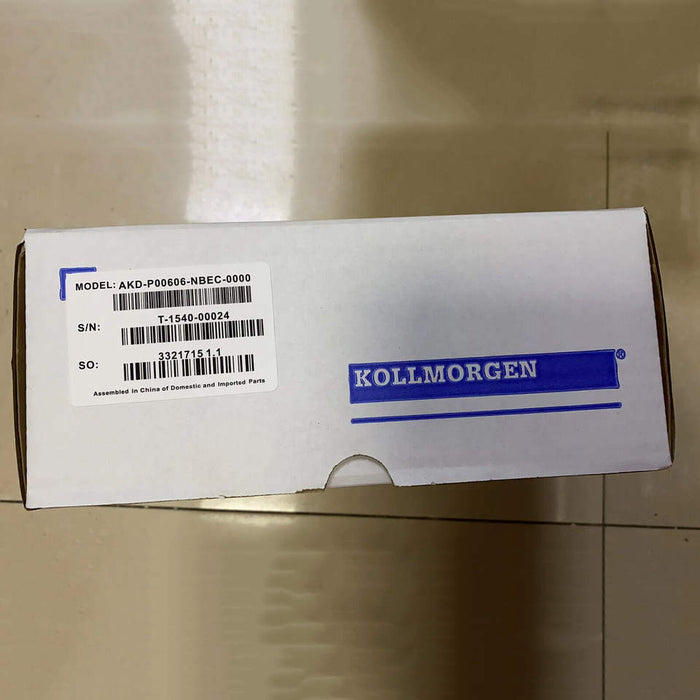 MODEL: AKD-P00606-NBEC-0000
S/N: T-1540-00024
SO: 3321715 1.1
Assembled in China of Domestic and Imported Parts
KOLLMORGEN®